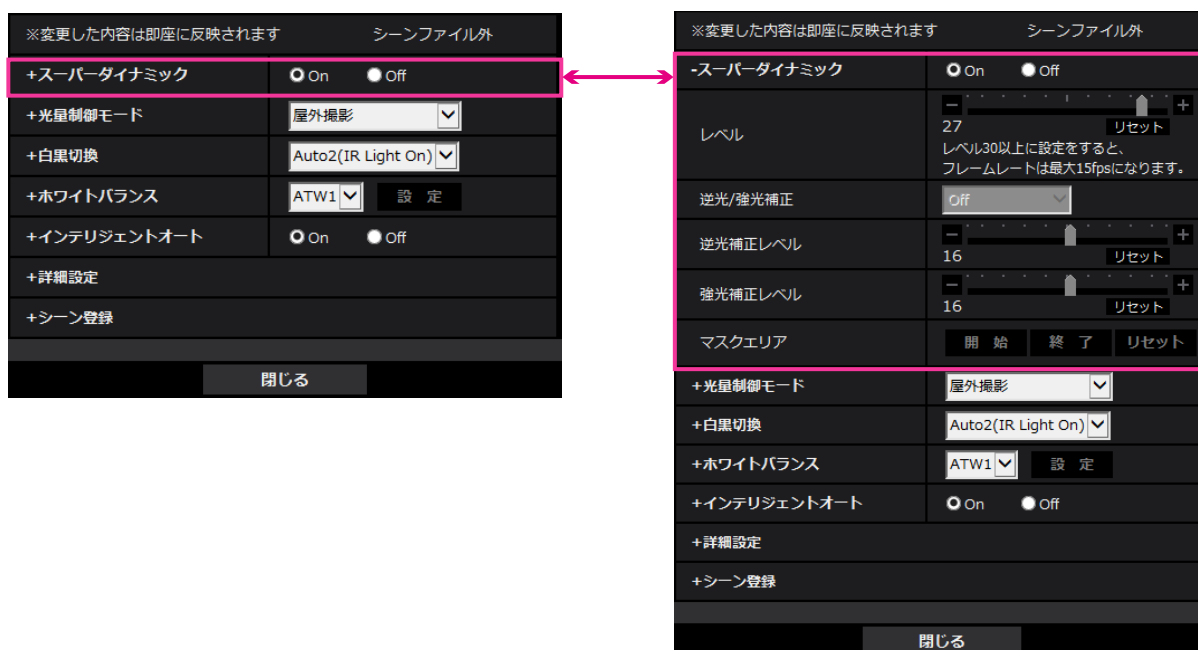 ※変更した内容は即座に反映されます シーンファイル外
+スーパーダイナミック On Off
+光量制御モード 屋外撮影
+白黒切換 Auto2(IR Light On)
+ホワイトバランス ATW1 設 定
+インテリジェントオート On Off
+詳細設定
+シーン登録
閉じる
※変更した内容は即座に反映されます シーンファイル外
-スーパーダイナミック On Off
レベル
27 リセット
レベル30以上に設定をすると、
フレームレートは最大15fpsになります。
逆光/強光補正 Off
逆光補正レベル
16 リセット
強光補正レベル
16 リセット
マスクエリア 開 始 終 了 リセット
+光量制御モード 屋外撮影
+白黒切換 Auto2(IR Light On)
+ホワイトバランス ATW1 設 定
+インテリジェントオート On Off
+詳細設定
+シーン登録
閉じる